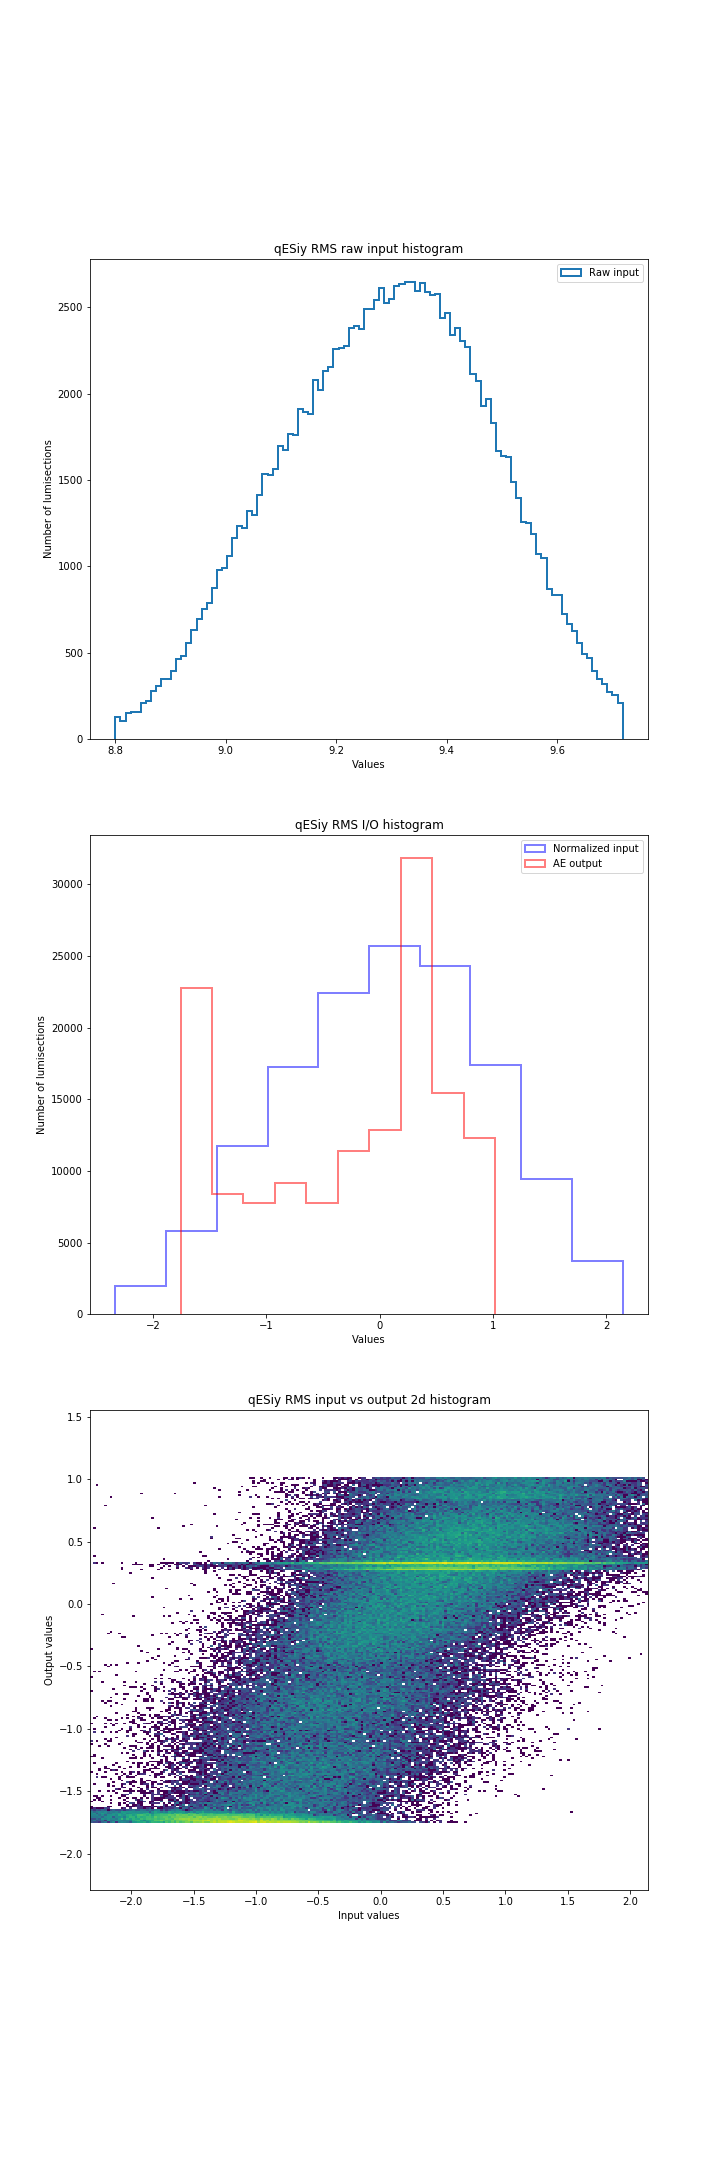 qESiy RMS raw input histogram
Raw input
2500
2000
1500
1000
500
0
8.8 9.0 9.2 9.4 9.6
Values
Number of lumisections
qESiy RMS I/O histogram
Normalized input
AE output
30000
25000
20000
15000
10000
5000
0
−2 −1 0 1 2
Values
Number of lumisections
qESiy RMS input vs output 2d histogram
1.5
1.0
0.5
0.0
−0.5
−1.0
−1.5
−2.0
−2.0 −1.5 −1.0 −0.5 0.0 0.5 1.0 1.5 2.0
Input values
Output values